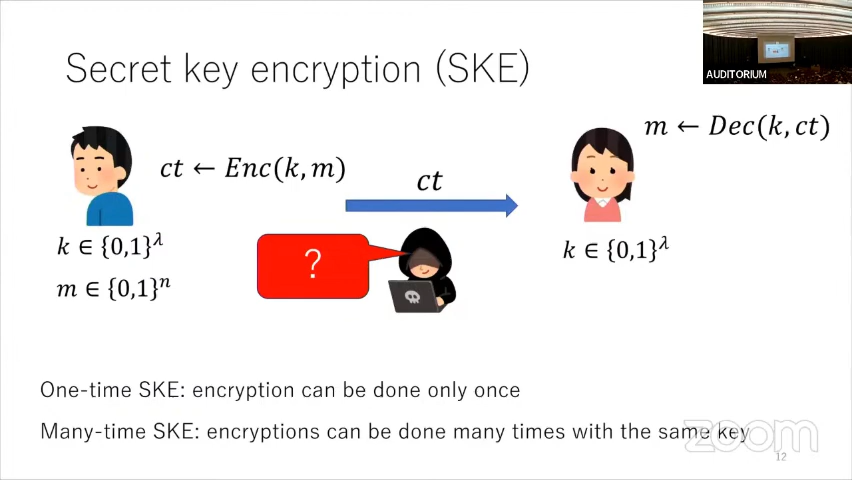 AUDITORIUM
Secret key encryption (SKE)
m ← Dec(k, ct)
ct ← Enc(k, m)
ct
k ∈ {0,1}^λ
m ∈ {0,1}^n
?
k ∈ {0,1}^λ
One-time SKE: encryption can be done only once
Many-time SKE: encryptions can be done many times with the same key
zoom
12